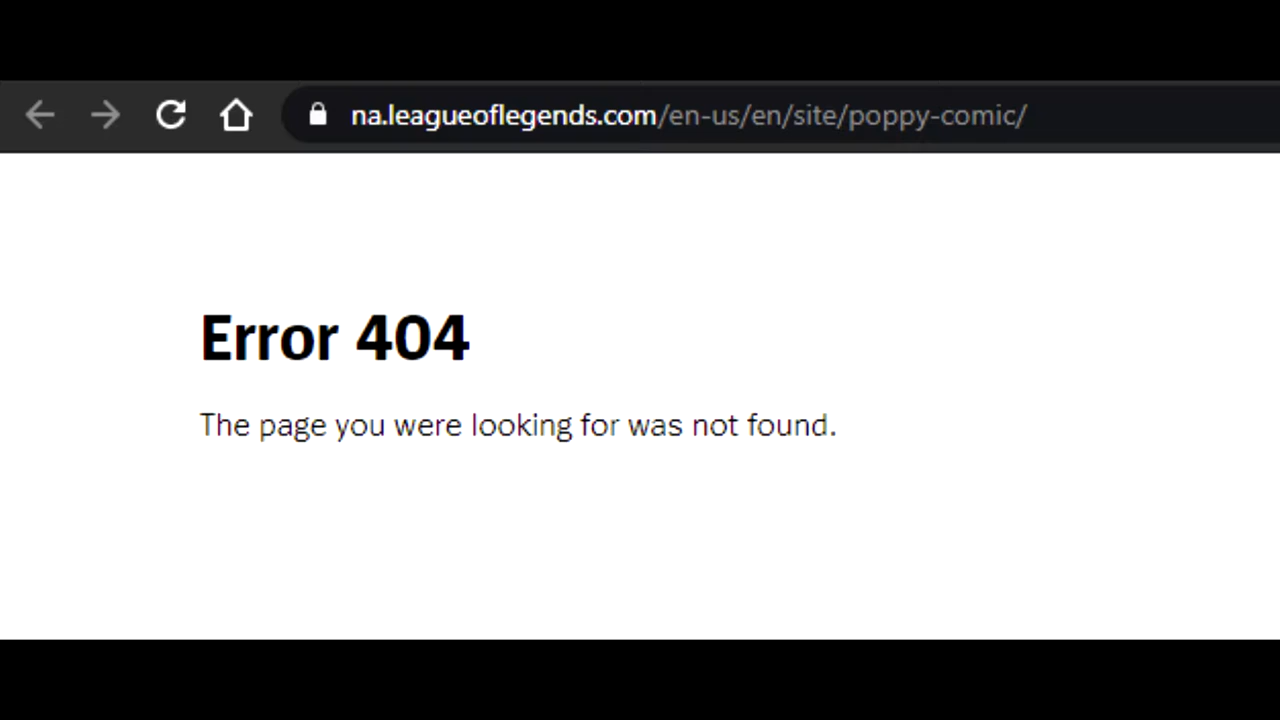 na.leagueoflegends.com/en-us/en/site/poppy-comic/
Error 404
The page you were looking for was not found.